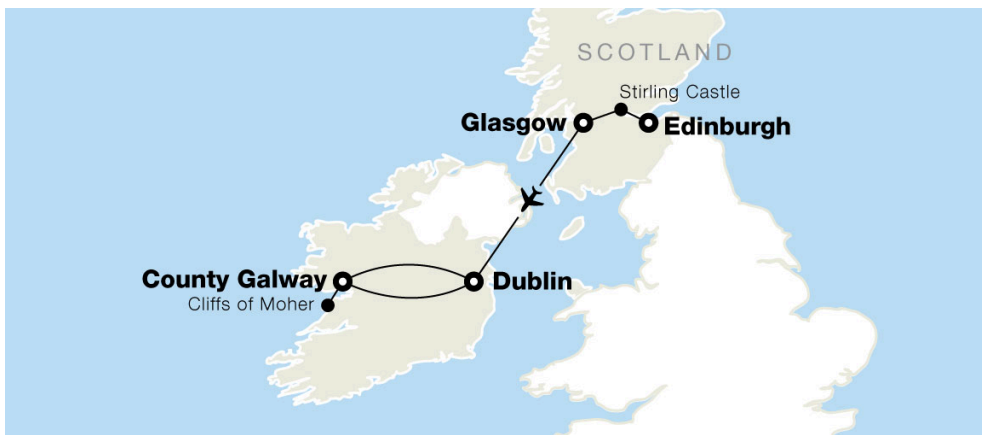 SCOTLAND
Stirling Castle
Glasgow
Edinburgh
County Galway
Dublin
Cliffs of Moher